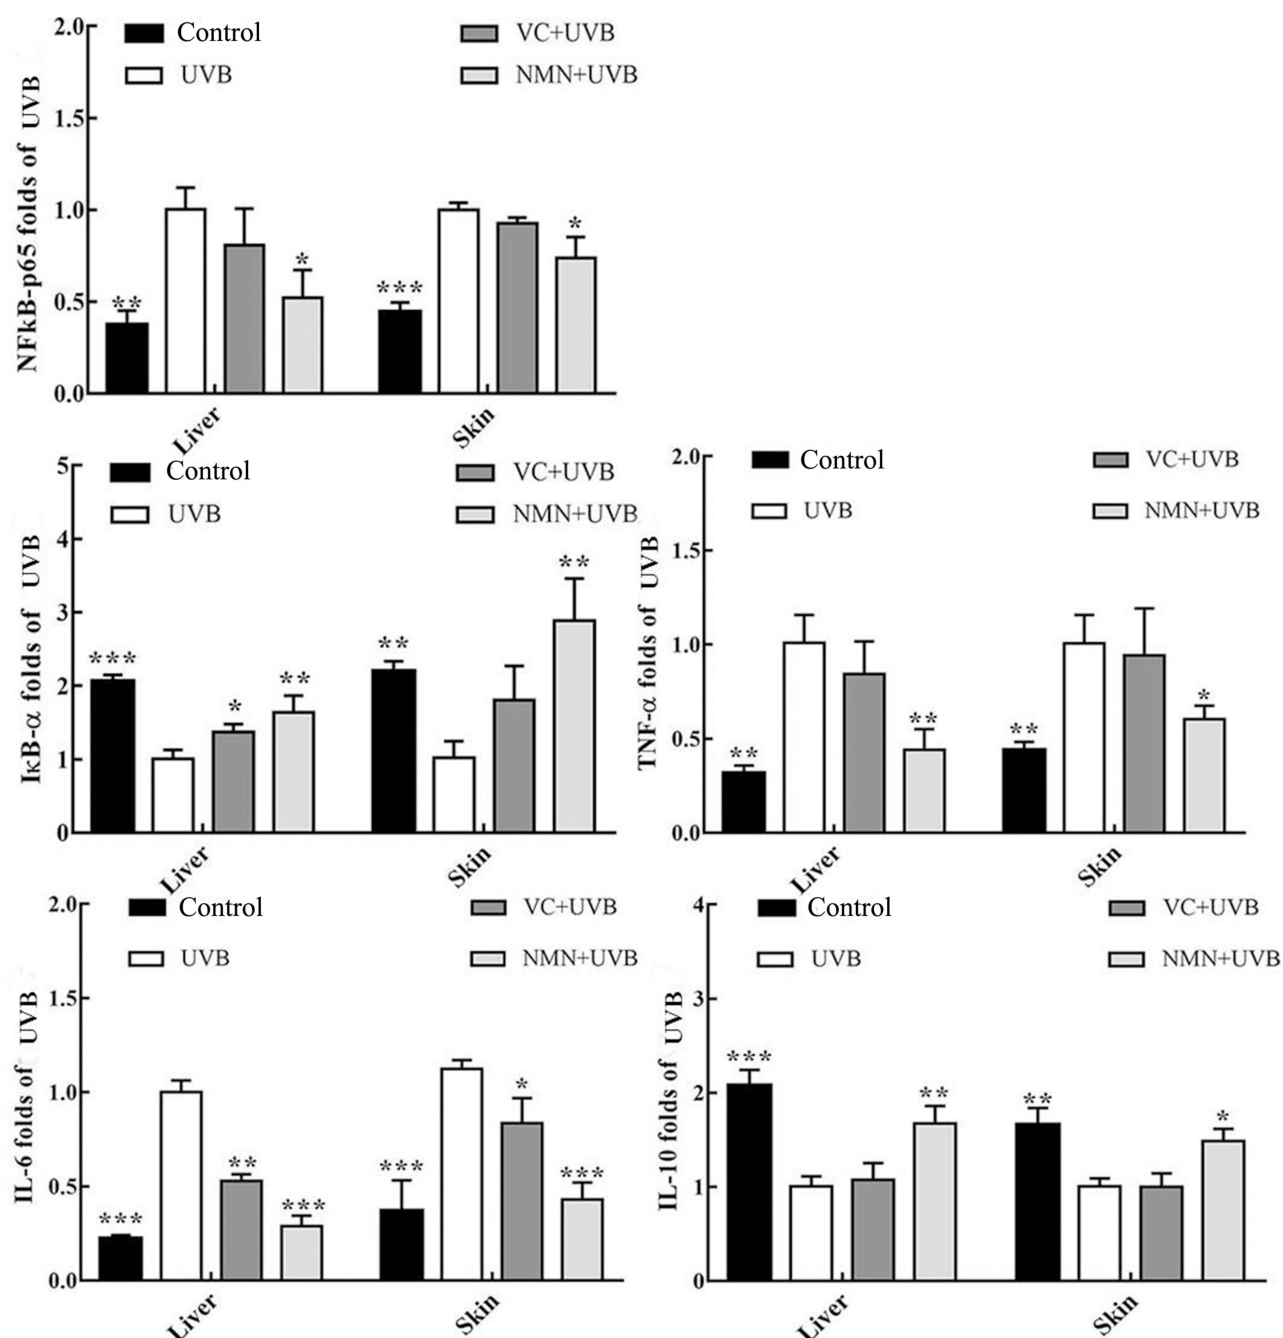 NFkB-p65 folds of UVB
2.0
1.5
1.0
0.5
0.0
Control
UVB
VC+UVB
NMN+UVB
**
*
***
*
Liver
Skin
IκB-α folds of UVB
5
4
3
2
1
0
Control
UVB
VC+UVB
NMN+UVB
***
*
**
**
**
Liver
Skin
TNF-α folds of UVB
2.0
1.5
1.0
0.5
0.0
Control
UVB
VC+UVB
NMN+UVB
**
**
**
*
Liver
Skin
IL-6 folds of UVB
2.0
1.5
1.0
0.5
0.0
Control
UVB
VC+UVB
NMN+UVB
***
**
***
***
*
***
Liver
Skin
IL-10 folds of UVB
4
3
2
1
0
Control
UVB
VC+UVB
NMN+UVB
***
**
**
*
Liver
Skin